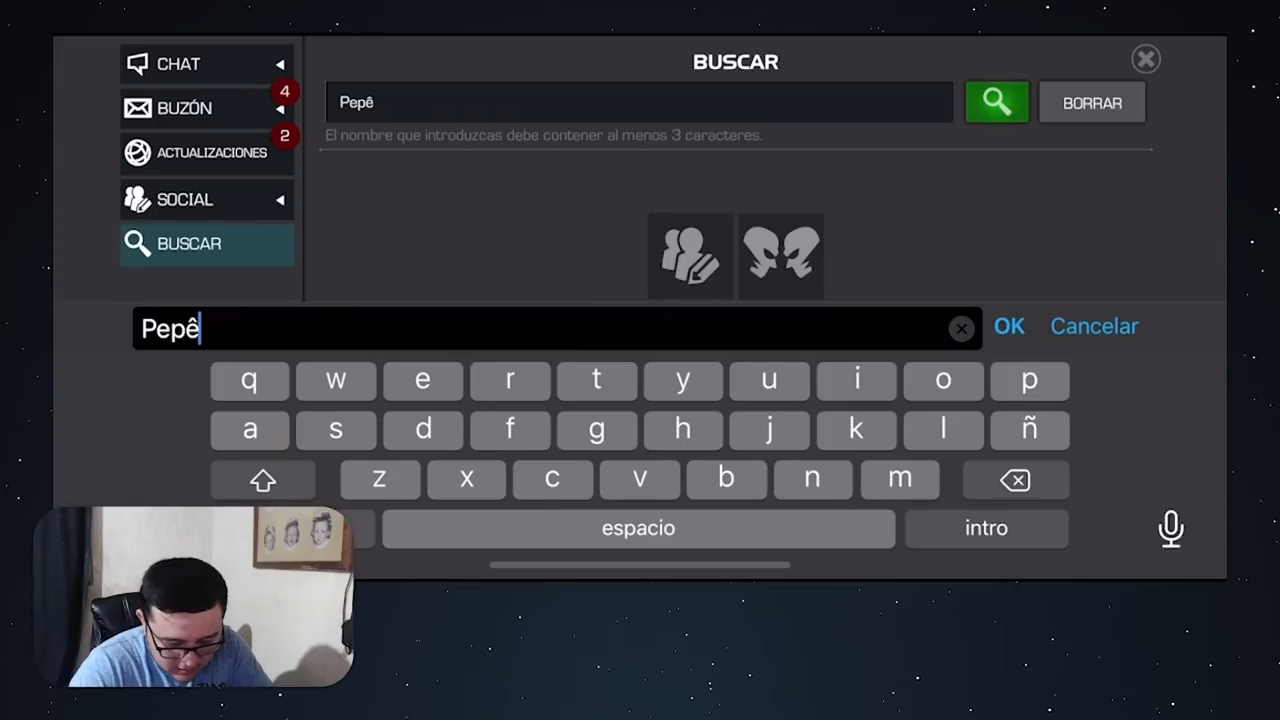 BUSCAR
CHAT
BUZÓN
4
ACTUALIZACIONES
2
SOCIAL
BUSCAR
Pepê
BORRAR
El nombre que introduzcas debe contener al menos 3 caracteres.
Pepê
OK
Cancelar
q w e r t y u i o p
a s d f g h j k l ñ
z x c v b n m
espacio
intro